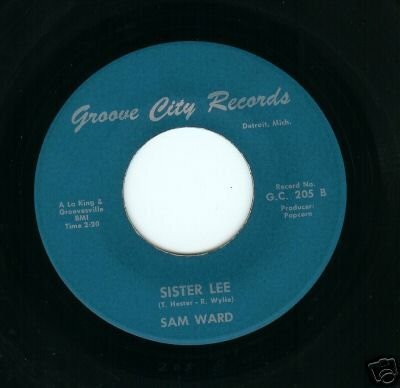 Groove City Records
Detroit, Mich.
A La King &
Groovesville
BMI
Time 2:20
Record No.
G.C. 205 B
Producer:
Popcorn
SISTER LEE
(T. Hester - R. Wylie)
SAM WARD